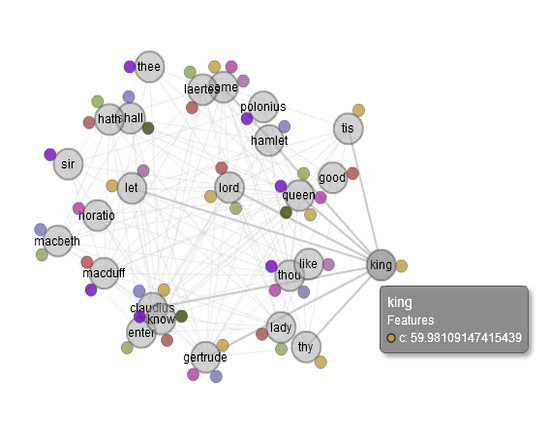 thee
laertes
ome
polonius
hath
hall
hamlet
tis
sir
let
lord
queen
good
horatio
macbeth
macduff
like
thou
king
claudius
know
enter
lady
thy
gertrude
king
Features
c: 59.98109147415439